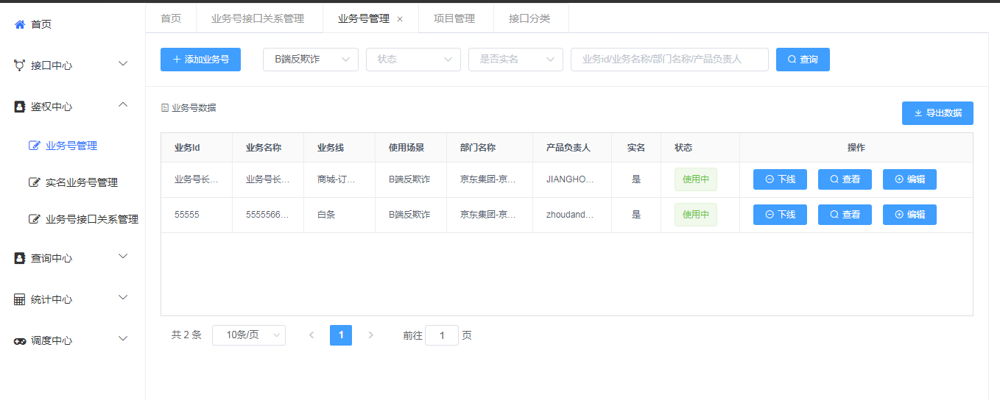 首页
接口中心
鉴权中心
业务号管理
实名业务号管理
业务号接口关系管理
查询中心
统计中心
调度中心
首页 业务号接口关系管理 业务号管理 × 项目管理 接口分类
添加业务号 B端反欺诈 状态 是否实名 业务id/业务名称/部门名称/产品负责人 查询
业务号数据
导出数据
业务Id 业务名称 业务线 使用场景 部门名称 产品负责人 实名 状态 操作
业务号长... 业务号长... 商城-订... B端反欺诈 京东集团-京... JIANGHO... 是 使用中 下线 查看 编辑
55555 5555566... 白条 B端反欺诈 京东集团-京... zhoudand... 是 使用中 下线 查看 编辑
共 2 条 10条/页 1 前往 1 页